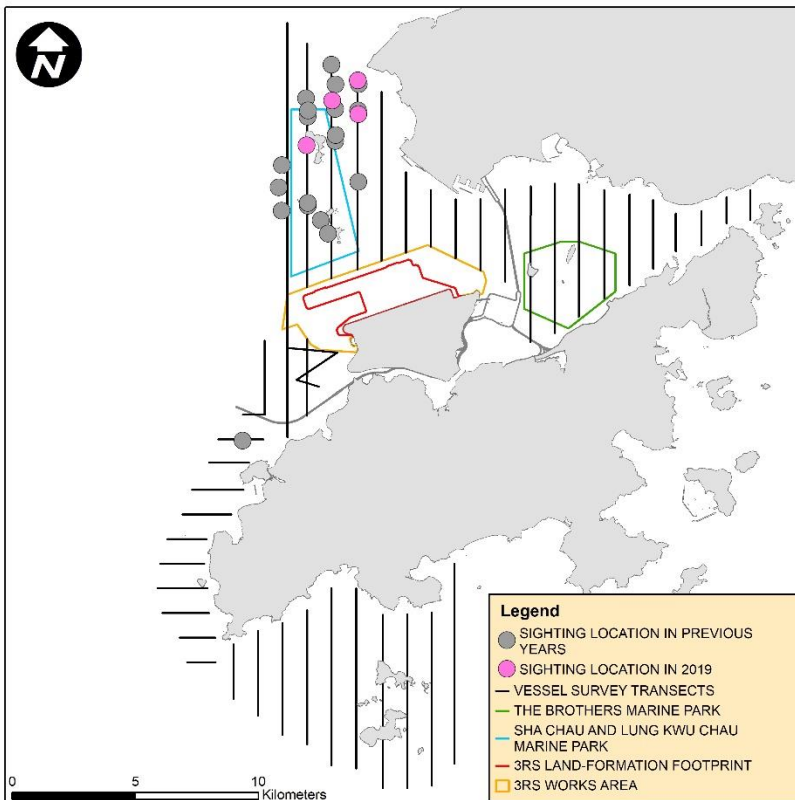 N
Legend
SIGHTING LOCATION IN PREVIOUS
YEARS
SIGHTING LOCATION IN 2019
VESSEL SURVEY TRANSECTS
THE BROTHERS MARINE PARK
SHA CHAU AND LUNG KWU CHAU
MARINE PARK
3RS LAND-FORMATION FOOTPRINT
3RS WORKS AREA
0 5 10
Kilometers